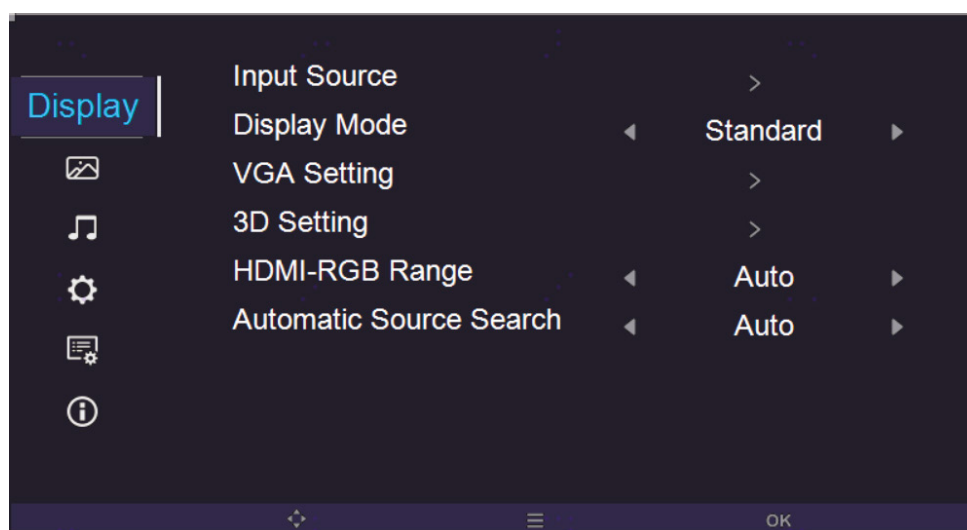 Display
Input Source >
Display Mode Standard
VGA Setting >
3D Setting >
HDMI-RGB Range Auto
Automatic Source Search Auto
OK